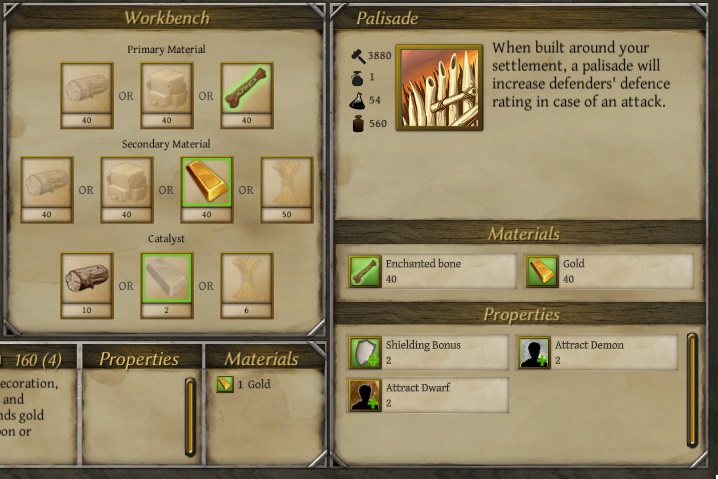 Workbench
Primary Material
OR
OR
40
40
40
Secondary Material
OR
OR
OR
40
40
40
50
Catalyst
OR
OR
10
2
6
160 (4)
ecoration,
and
nds gold
or
Properties
Materials
1 Gold
Palisade
3880
1
54
560
When built around your
settlement, a palisade will
increase defenders' defence
rating in case of an attack.
Materials
Enchanted bone
40
Gold
40
Properties
Shielding Bonus
2
Attract Demon
2
Attract Dwarf
2